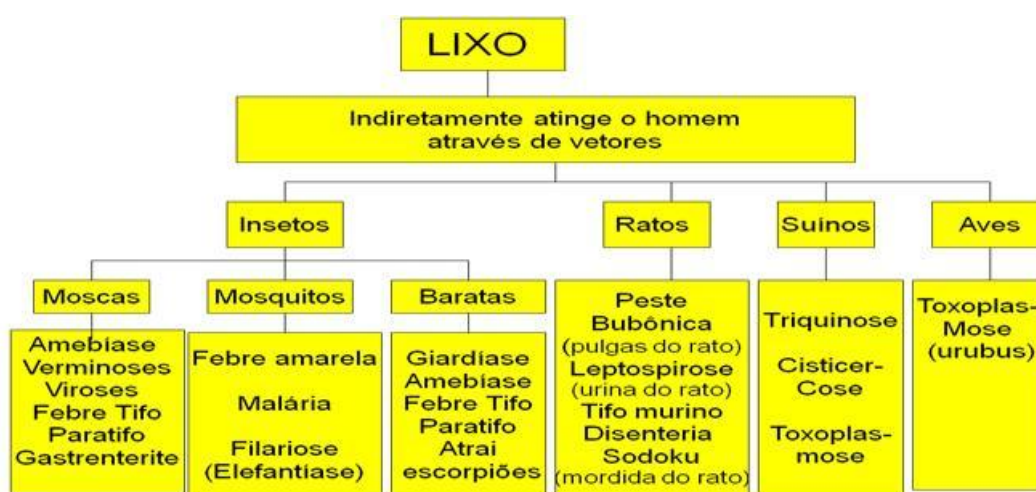 LIXO
Indiretamente atinge o homem
através de vetores
Insetos
Ratos
Suínos
Aves
Moscas
Mosquitos
Baratas
Amebíase
Verminoses
Viroses
Febre Tifo
Paratifo
Gastrenterite
Febre amarela
Malária
Filariose
(Elefantíase)
Giardíase
Amebíase
Febre Tifo
Paratifo
Atrai
escorpiões
Peste
Bubônica
(pulgas do rato)
Leptospirose
(urina do rato)
Tifo murino
Disenteria
Sodoku
(mordida do rato)
Triquinose
Cisticer-
Cose
Toxoplas-
mose
Toxoplas-
Mose
(urubus)